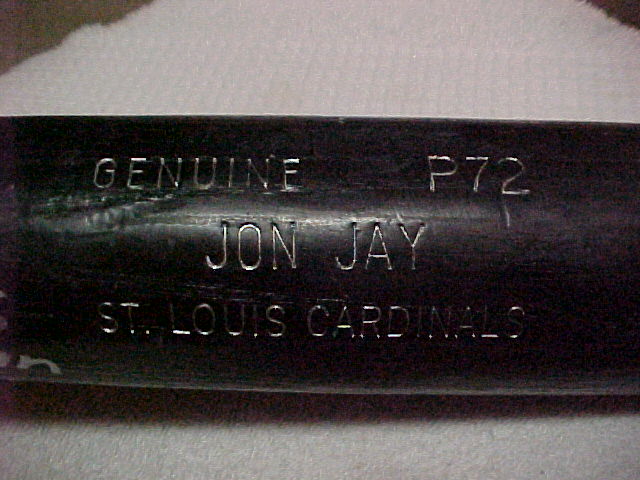 GENUINE P72
JON JAY
ST. LOUIS CARDINALS